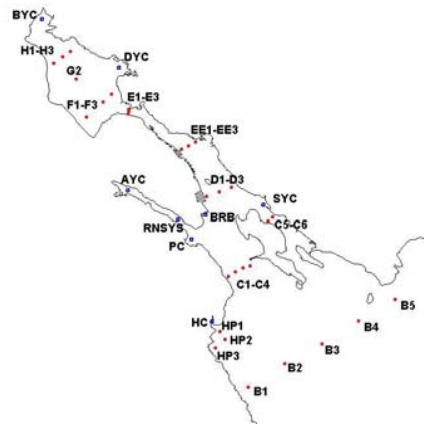 BYC
H1-H3
DYC
G2
F1-F3
E1-E3
EE1-EE3
AYC
D1-D3
SYC
BRB
RNSYS
C5-C6
PC
C1-C4
B5
HC
HP1
B4
HP2
B3
HP3
B2
B1